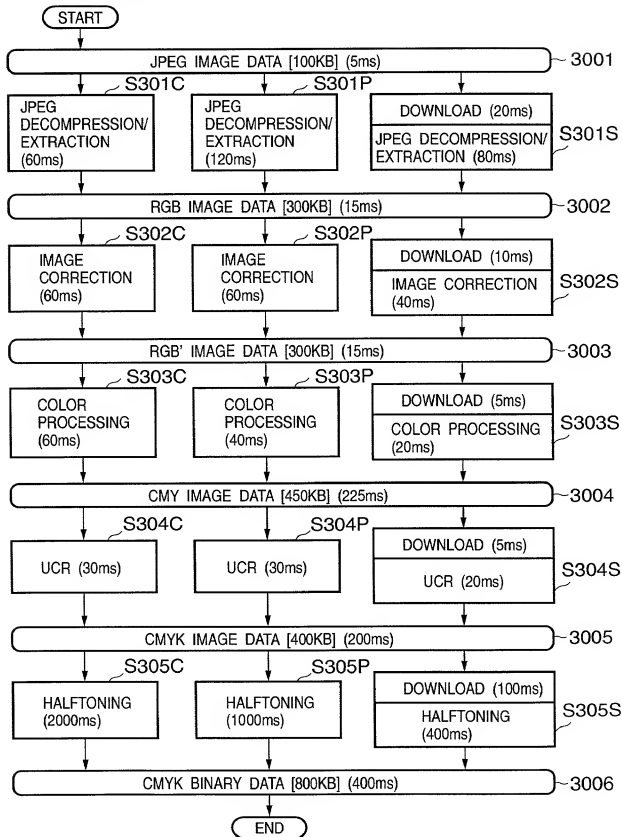 START
JPEG IMAGE DATA [100KB] (5ms)
3001
S301C
S301P
JPEG
DECOMPRESSION/
EXTRACTION
(60ms)
JPEG
DECOMPRESSION/
EXTRACTION
(120ms)
DOWNLOAD (20ms)
JPEG DECOMPRESSION/
EXTRACTION (80ms)
S301S
RGB IMAGE DATA [300KB] (15ms)
3002
S302C
S302P
IMAGE
CORRECTION
(60ms)
IMAGE
CORRECTION
(60ms)
DOWNLOAD (10ms)
IMAGE CORRECTION
(40ms)
S302S
RGB' IMAGE DATA [300KB] (15ms)
3003
S303C
S303P
COLOR
PROCESSING
(60ms)
COLOR
PROCESSING
(40ms)
DOWNLOAD (5ms)
COLOR PROCESSING
(20ms)
S303S
CMY IMAGE DATA [450KB] (225ms)
3004
S304C
S304P
UCR (30ms)
UCR (30ms)
DOWNLOAD (5ms)
UCR (20ms)
S304S
CMYK IMAGE DATA [400KB] (200ms)
3005
S305C
S305P
HALFTONING
(2000ms)
HALFTONING
(1000ms)
DOWNLOAD (100ms)
HALFTONING
(400ms)
S305S
CMYK BINARY DATA [800KB] (400ms)
3006
END